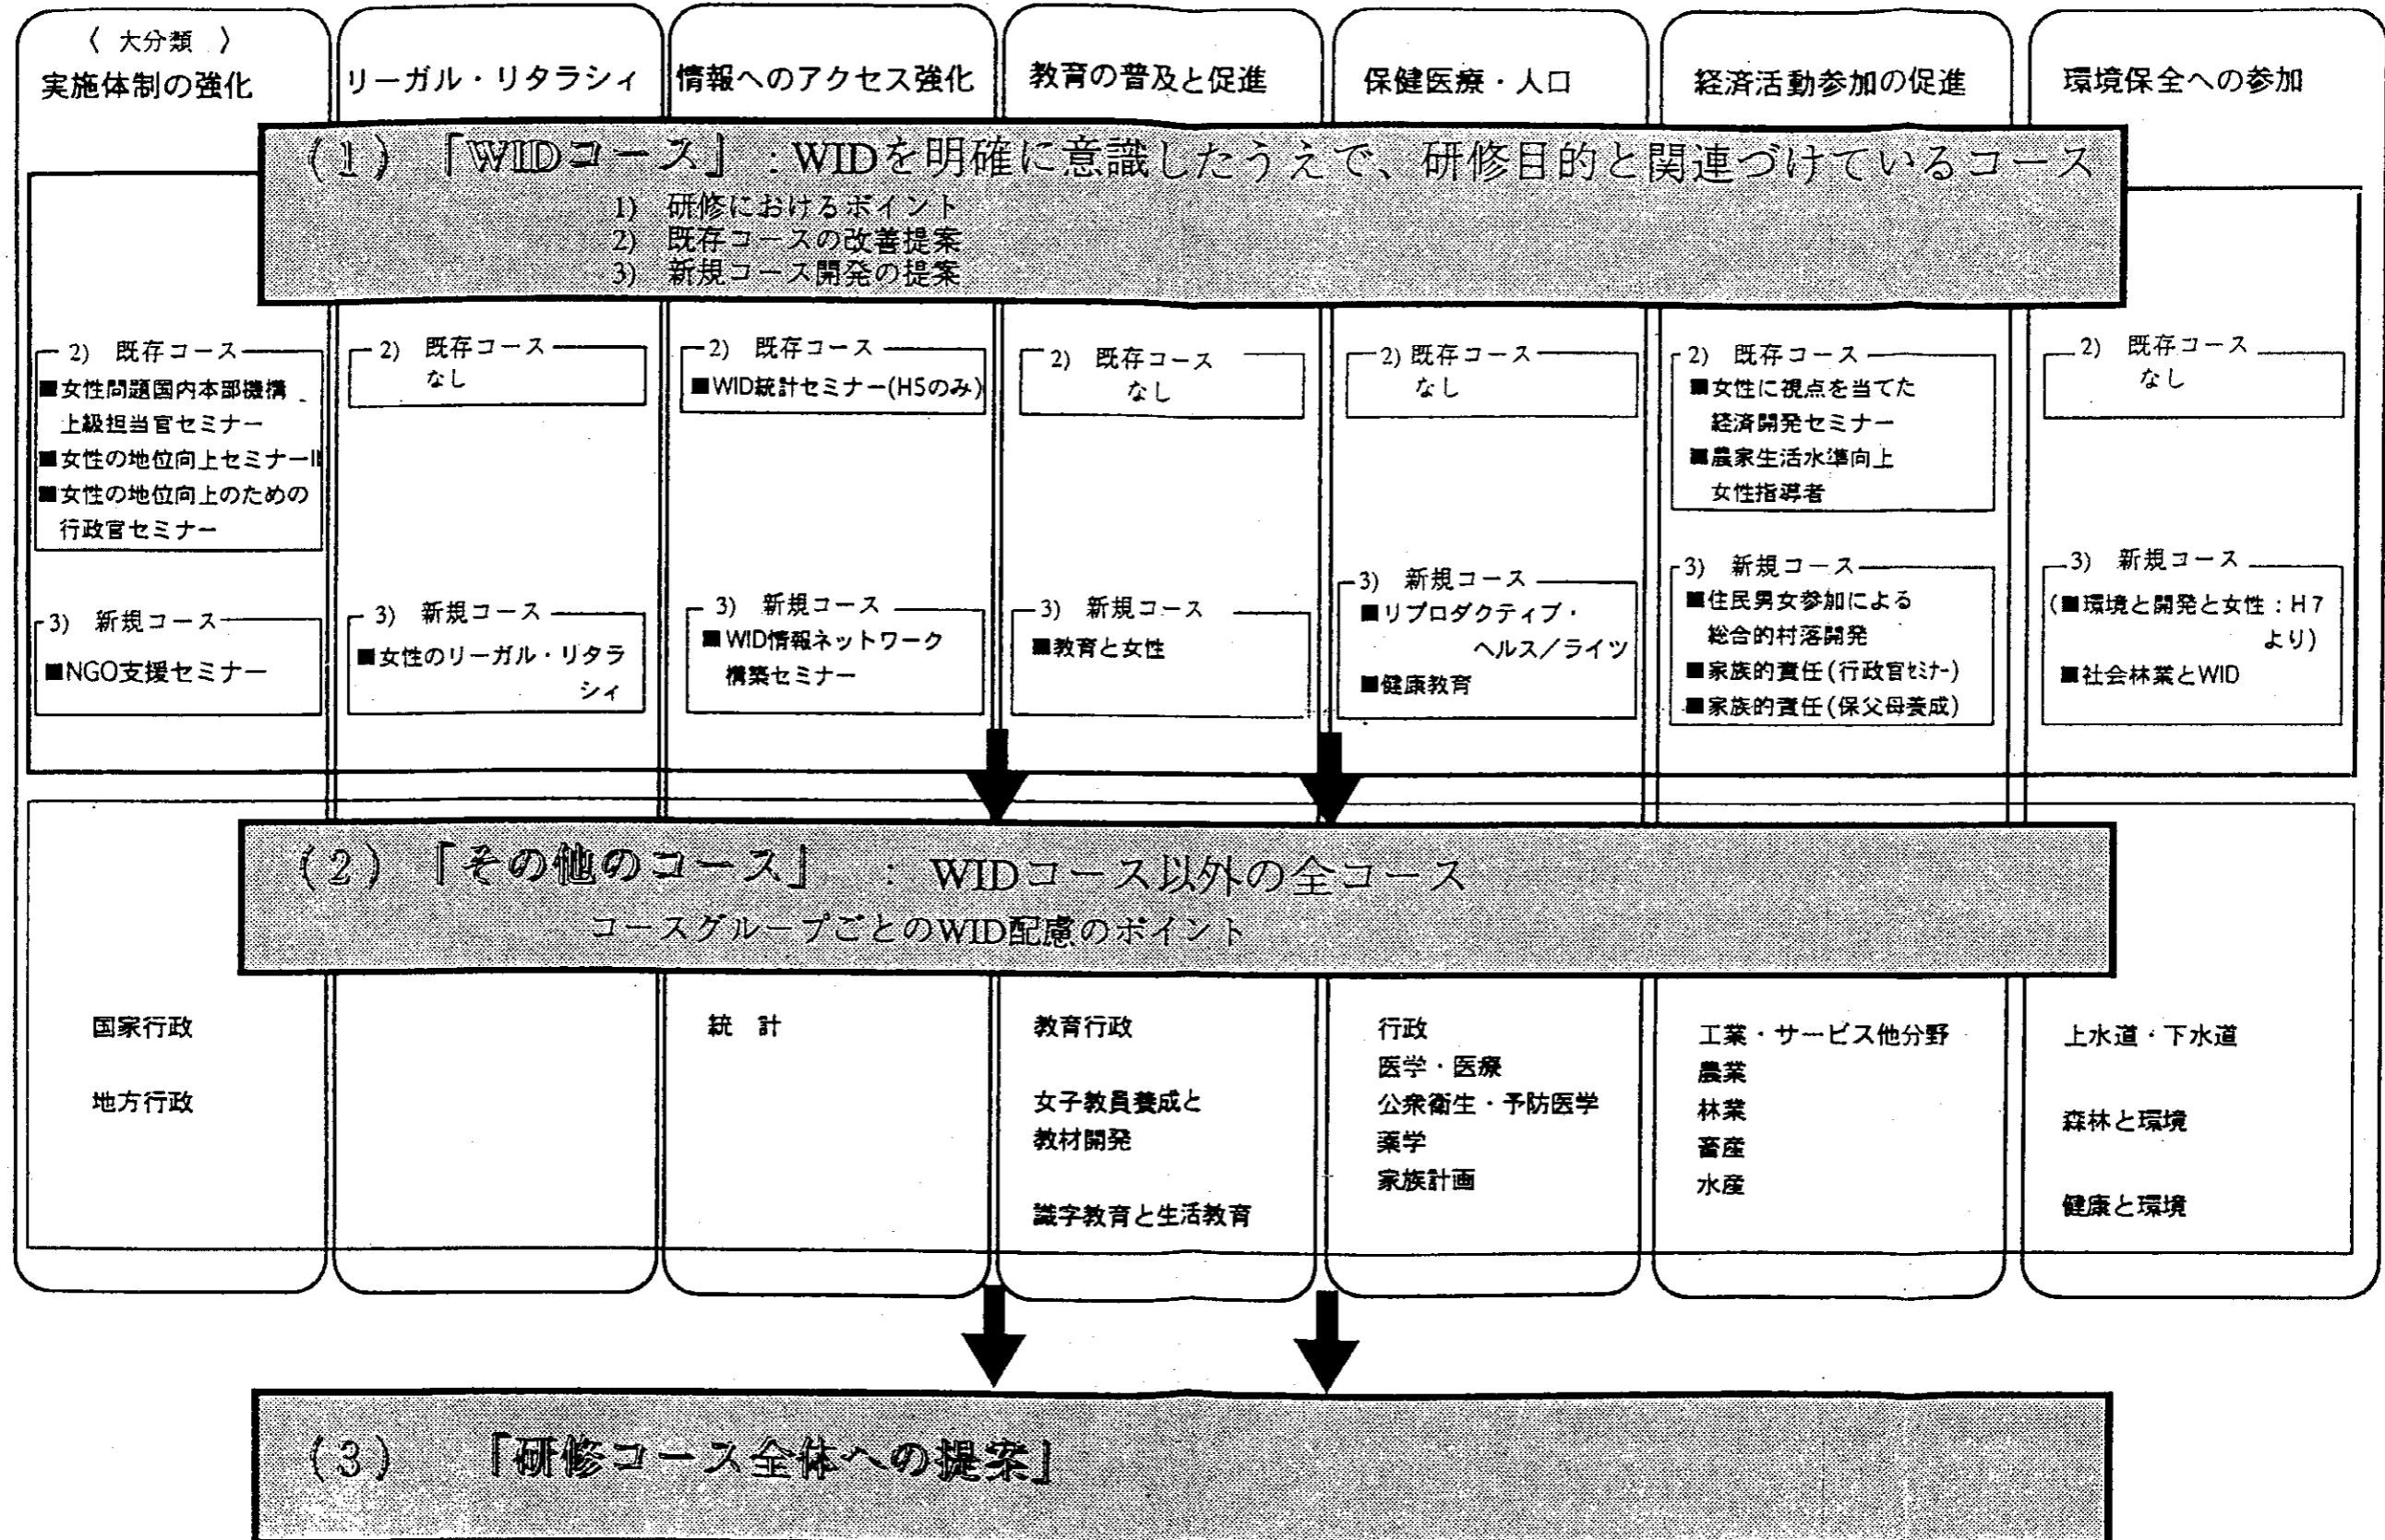 〈 大分類 〉
実施体制の強化
リーガル・リタラシィ
情報へのアクセス強化
教育の普及と促進
保健医療・人口
経済活動参加の促進
環境保全への参加
(1) 「WIDコース」 : WIDを明確に意識したうえで、研修目的と関連づけているコース
1) 研修におけるポイント
2) 既存コースの改善提案
3) 新規コース開発の提案
2) 既存コース
■女性問題国内本部機構
上級担当官セミナー
■女性の地位向上セミナーII
■女性の地位向上のための
行政官セミナー
3) 新規コース
■NGO支援セミナー
2) 既存コース
なし
3) 新規コース
■女性のリーガル・リタラ
シィ
2) 既存コース
■WID統計セミナー(H5のみ)
3) 新規コース
■WID情報ネットワーク
構築セミナー
2) 既存コース
なし
3) 新規コース
■教育と女性
2) 既存コース
なし
3) 新規コース
■リプロダクティブ・
ヘルス／ライツ
■健康教育
2) 既存コース
■女性に視点を当てた
経済開発セミナー
■農家生活水準向上
女性指導者
3) 新規コース
■住民男女参加による
総合的村落開発
■家族的責任(行政官セミナー)
■家族的責任(保父母養成)
2) 既存コース
なし
3) 新規コース
(■環境と開発と女性：H7
より)
■社会林業とWID
(2) 「その他のコース」 : WIDコース以外の全コース
コースグループごとのWID配慮のポイント
国家行政
地方行政
統 計
教育行政
女子教員養成と
教材開発
識字教育と生活教育
行政
医学・医療
公衆衛生・予防医学
薬学
家族計画
工業・サービス他分野
農業
林業
畜産
水産
上水道・下水道
森林と環境
健康と環境
(3) 「研修コース全体への提案」